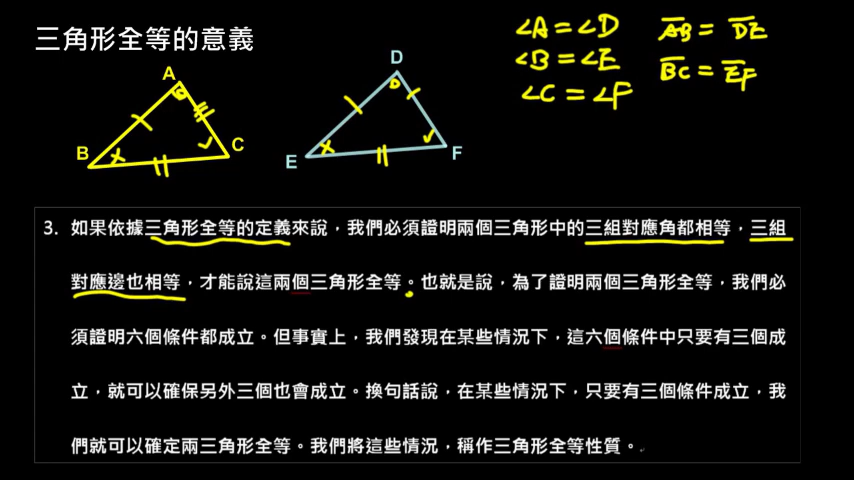 三角形全等的意義
A
B
C
D
E
F
∠A=∠D
∠B=∠E
∠C=∠F
AB = DE
BC = EF
3. 如果依據三角形全等的定義來說，我們必須證明兩個三角形中的三組對應角都相等，三組
對應邊也相等，才能說這兩個三角形全等。也就是說，為了證明兩個三角形全等，我們必
須證明六個條件都成立。但事實上，我們發現在某些情況下，這六個條件中只要有三個成
立，就可以確保另外三個也會成立。換句話說，在某些情況下，只要有三個條件成立，我
們就可以確定兩三角形全等。我們將這些情況，稱作三角形全等性質。